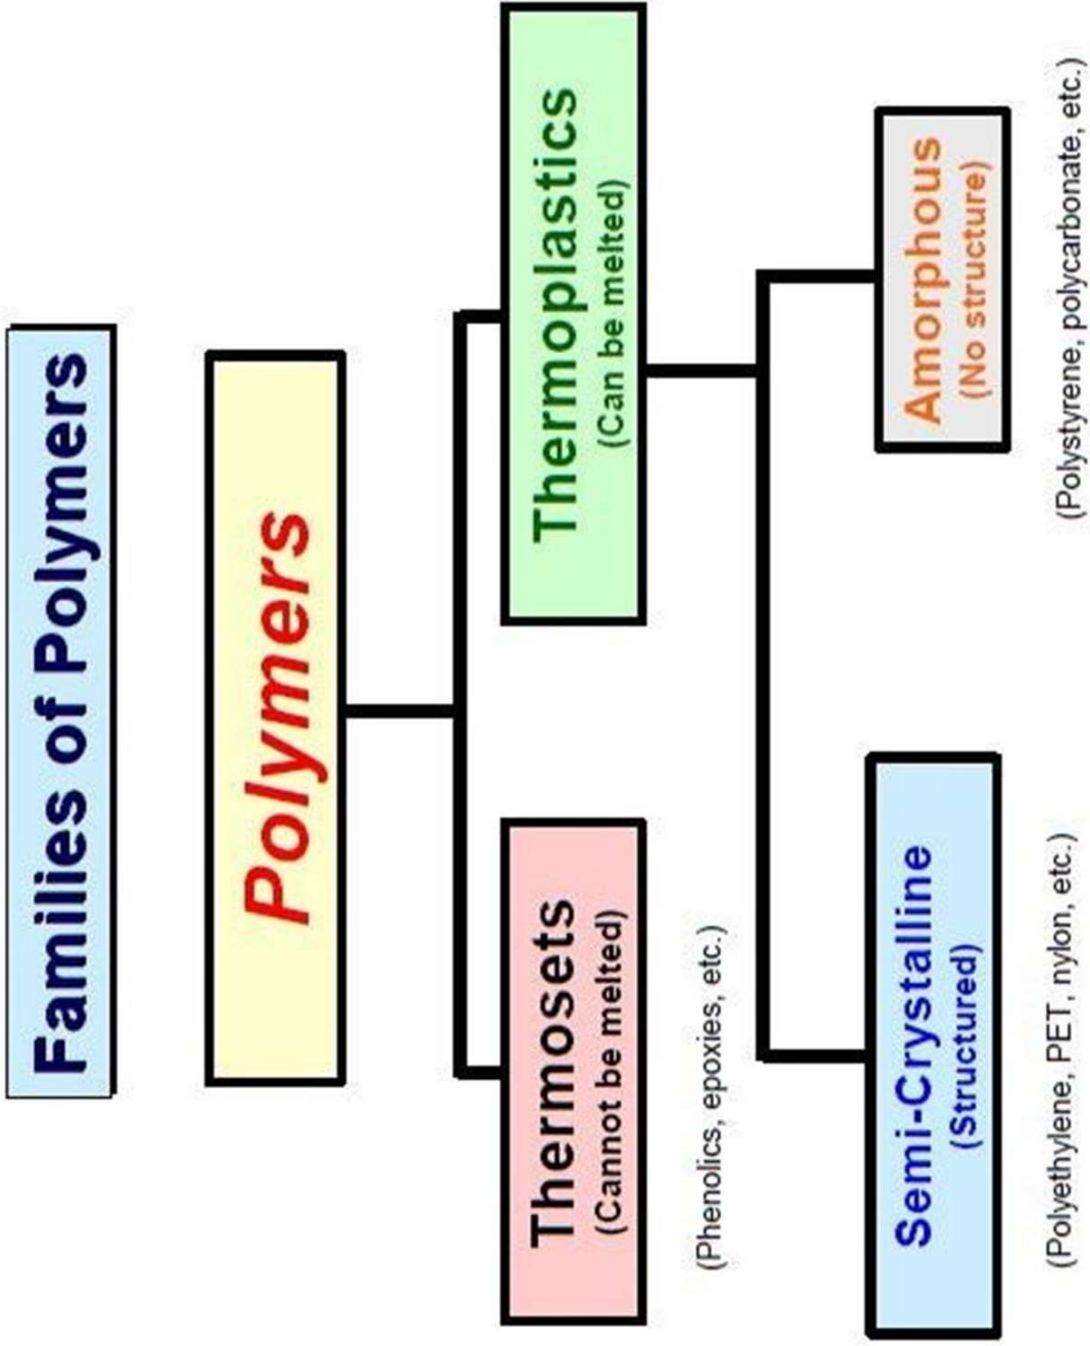 Families of Polymers
Polymers
Thermosets
(Cannot be melted)
(Phenolics, epoxies, etc.)
Thermoplastics
(Can be melted)
Semi-Crystalline
(Structured)
(Polyethylene, PET, nylon, etc.)
Amorphous
(No structure)
(Polystyrene, polycarbonate, etc.)